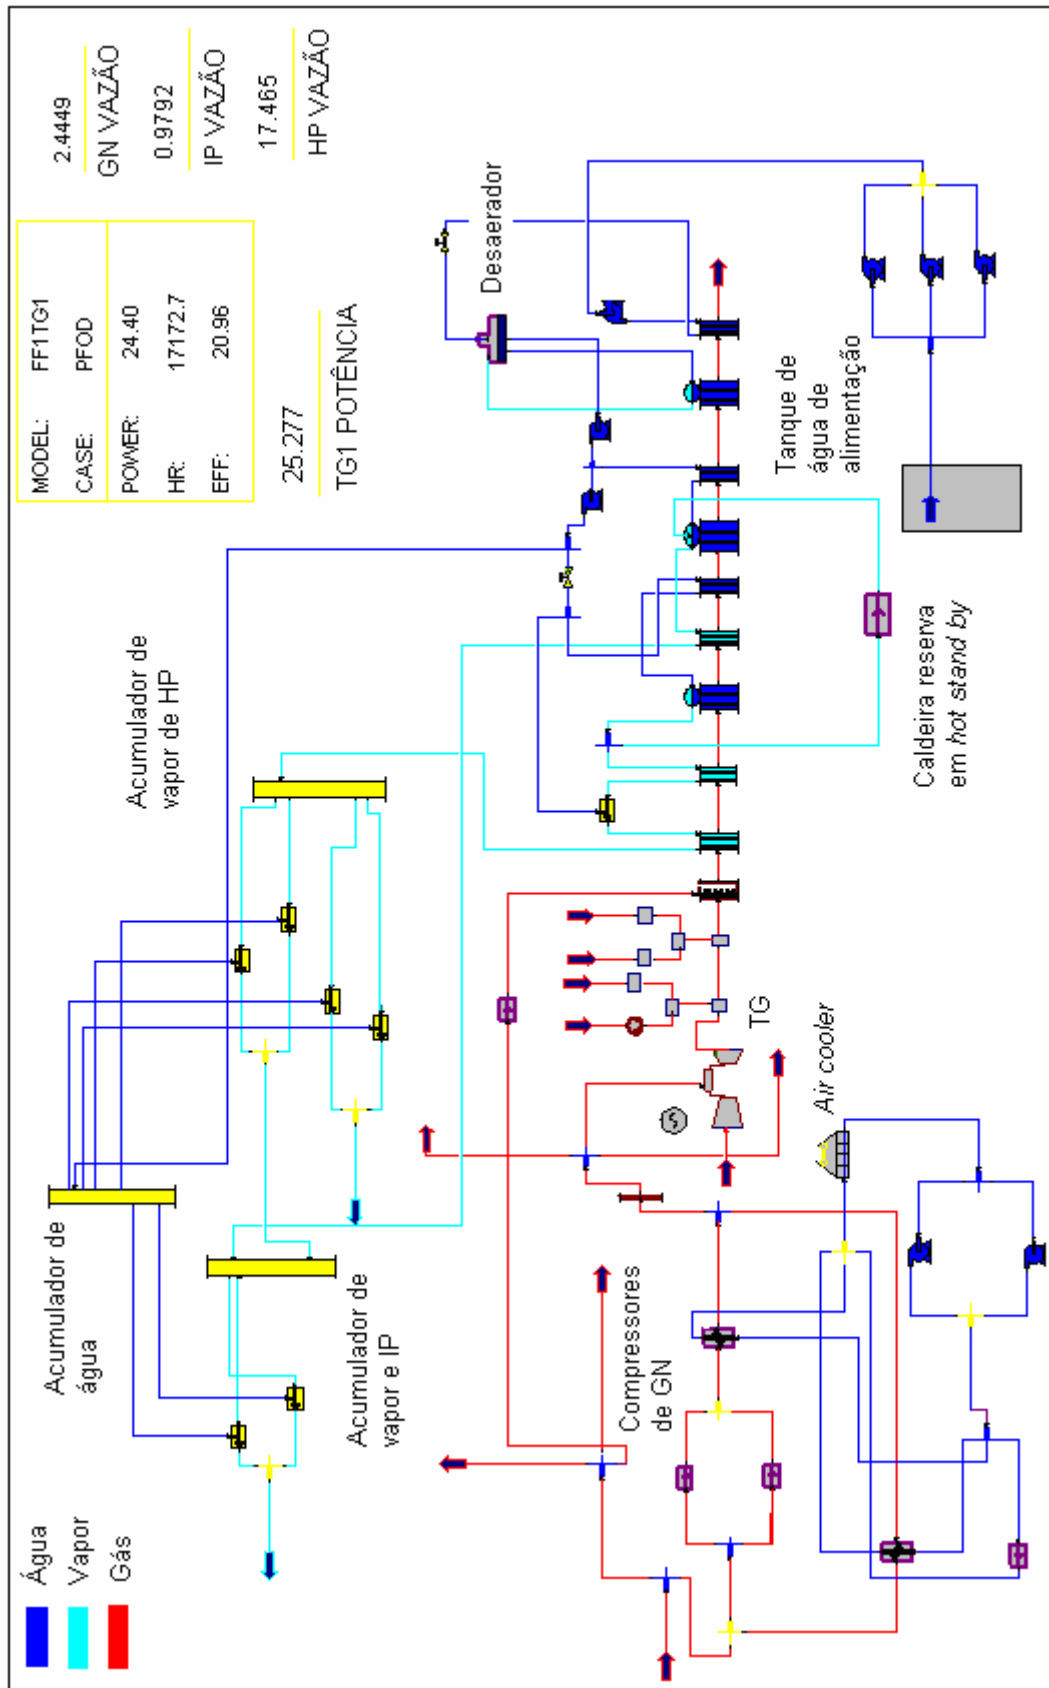 Água
Vapor
Gás
Acumulador de
água
Acumulador de
vapor de HP
Acumulador de
vapor e IP
MODEL: FF1TG1
CASE: PFOD
POWER: 24.40
HR: 17172.7
EFF: 20.96
2.4449
GN VAZÃO
0.9792
IP VAZÃO
17.465
HP VAZÃO
25.277
TG1 POTÊNCIA
Desaerador
Compressores
de GN
TG
Air cooler
Caldeira reserva
em hot stand by
Tanque de
água de
alimentação